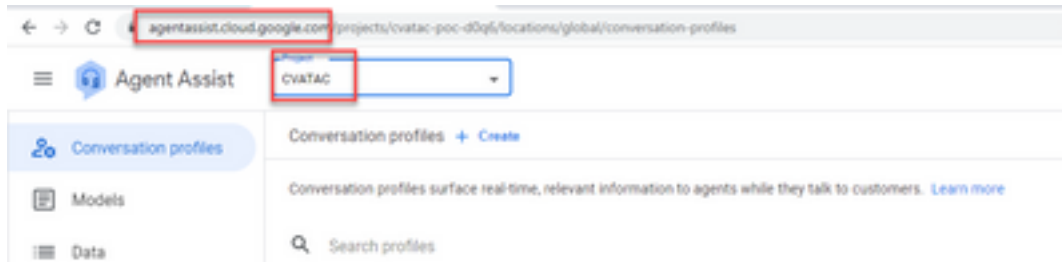 agentassist.cloud.google.com/projects/cvatac-poc-d0q6/locations/global/conversation-profiles
Agent Assist
Project
CVATAC
Conversation profiles
Conversation profiles + Create
Models
Conversation profiles surface real-time, relevant information to agents while they talk to customers. Learn more
Data
Search profiles